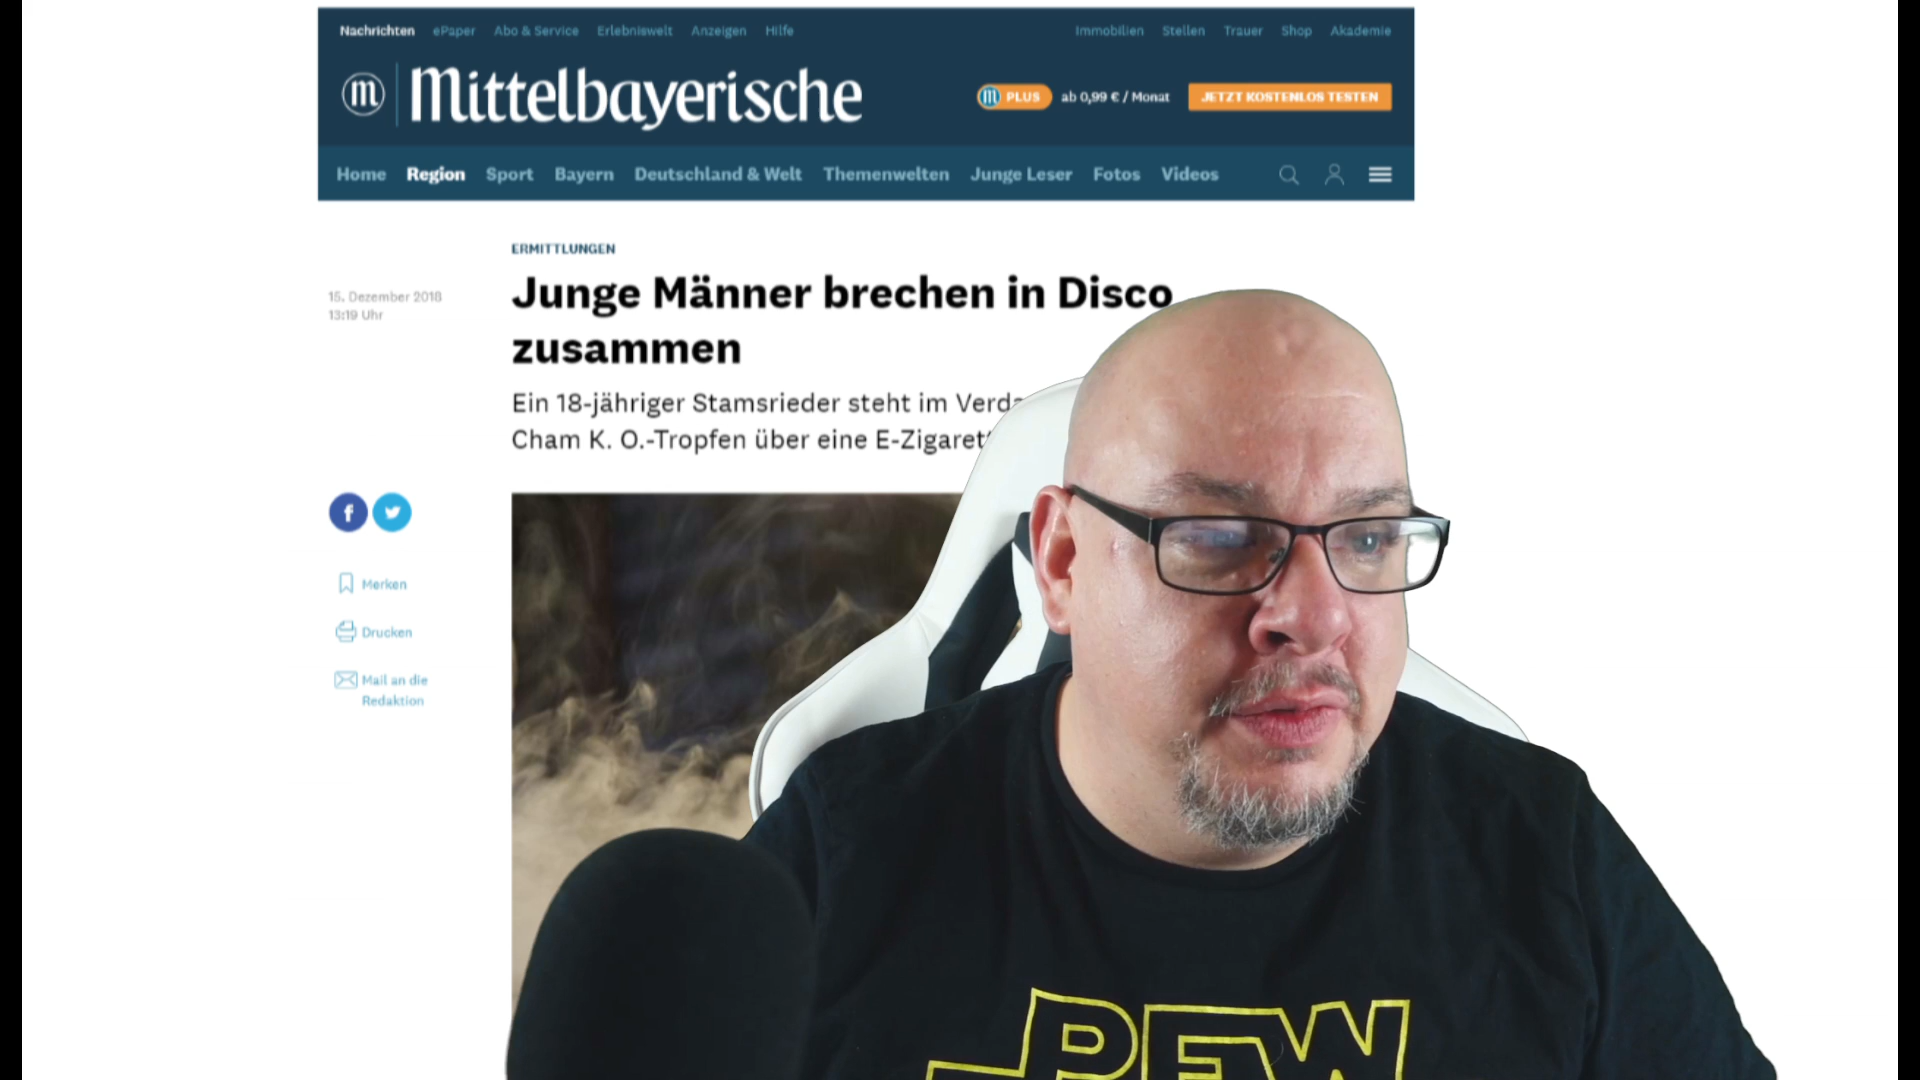 Nachrichten ePaper Abo & Service Erlebniswelt Anzeigen Hilfe
Immobilien Stellen Trauer Shop Akademie
m Mittelbayerische
m PLUS ab 0,99 € / Monat JETZT KOSTENLOS TESTEN
Home Region Sport Bayern Deutschland & Welt Themenwelten Junge Leser Fotos Videos
ERMITTLUNGEN
15. Dezember 2018
13:19 Uhr
Junge Männer brechen in Disco
zusammen
Ein 18-jähriger Stamsrieder steht im
Cham K. O.-Tropfen über eine
f
Merken
Drucken
Mail an die
Redaktion
PEW